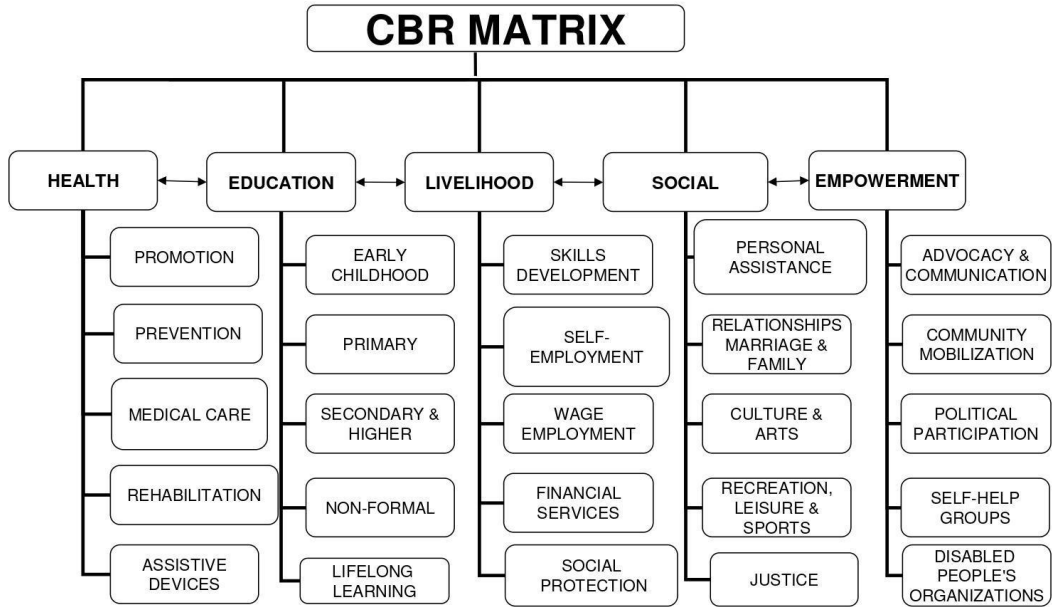 CBR MATRIX
HEALTH
EDUCATION
LIVELIHOOD
SOCIAL
EMPOWERMENT
PROMOTION
PREVENTION
MEDICAL CARE
REHABILITATION
ASSISTIVE
DEVICES
EARLY
CHILDHOOD
PRIMARY
SECONDARY &
HIGHER
NON-FORMAL
LIFELONG
LEARNING
SKILLS
DEVELOPMENT
SELF-
EMPLOYMENT
WAGE
EMPLOYMENT
FINANCIAL
SERVICES
SOCIAL
PROTECTION
PERSONAL
ASSISTANCE
RELATIONSHIPS
MARRIAGE &
FAMILY
CULTURE &
ARTS
RECREATION,
LEISURE &
SPORTS
JUSTICE
ADVOCACY &
COMMUNICATION
COMMUNITY
MOBILIZATION
POLITICAL
PARTICIPATION
SELF-HELP
GROUPS
DISABLED
PEOPLE'S
ORGANIZATIONS